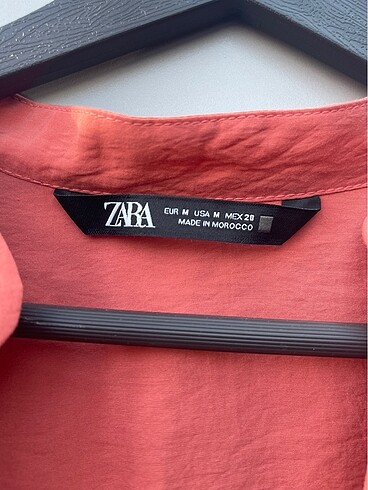 ZARA
EUR M USA M MEX 28
MADE IN MOROCCO